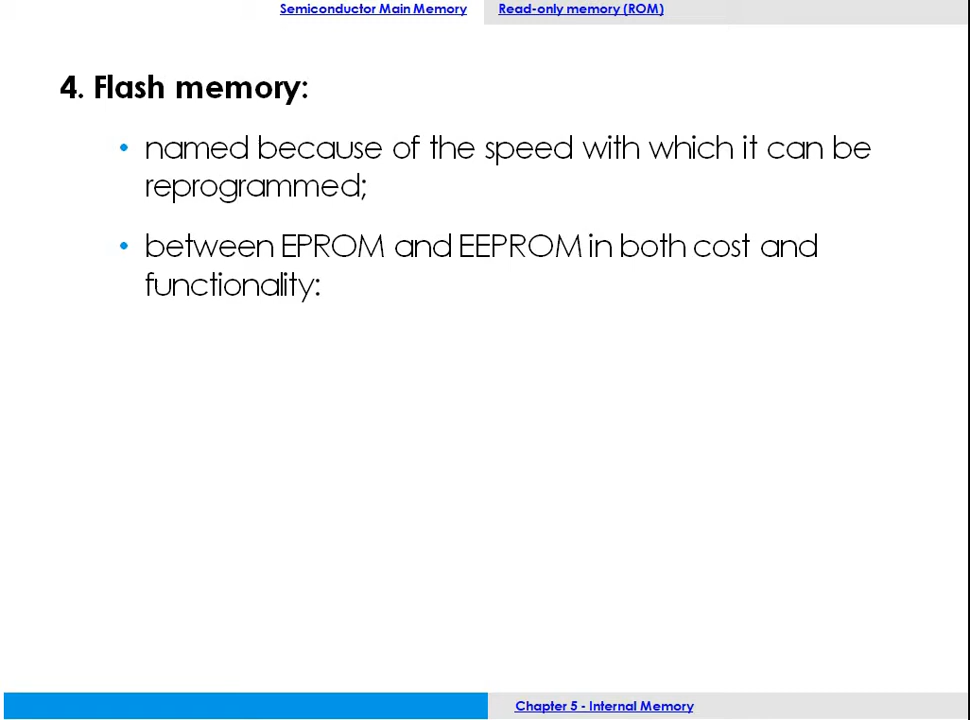 Semiconductor Main Memory
Read-only memory (ROM)
4. Flash memory:
• named because of the speed with which it can be
reprogrammed;
• between EPROM and EEPROM in both cost and
functionality:
Chapter 5 - Internal Memory